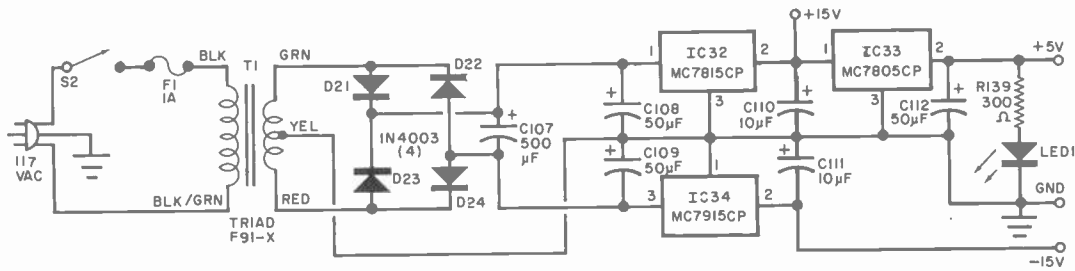 S2
F1
1A
BLK
T1
GRN
YEL
RED
BLK/GRN
TRIAD
F91-X
117
VAC
D21
D22
1N4003
(4)
D23
D24
+
C107
500
µF
+
C108
50µF
+
C109
50µF
1
IC32
MC7815CP
2
3
+15V
+
C110
10µF
+
C111
10µF
1
3
IC34
MC7915CP
2
1
IC33
MC7805CP
2
3
+
C112
50µF
+5V
R139
300
Ω
LED1
GND
-15V